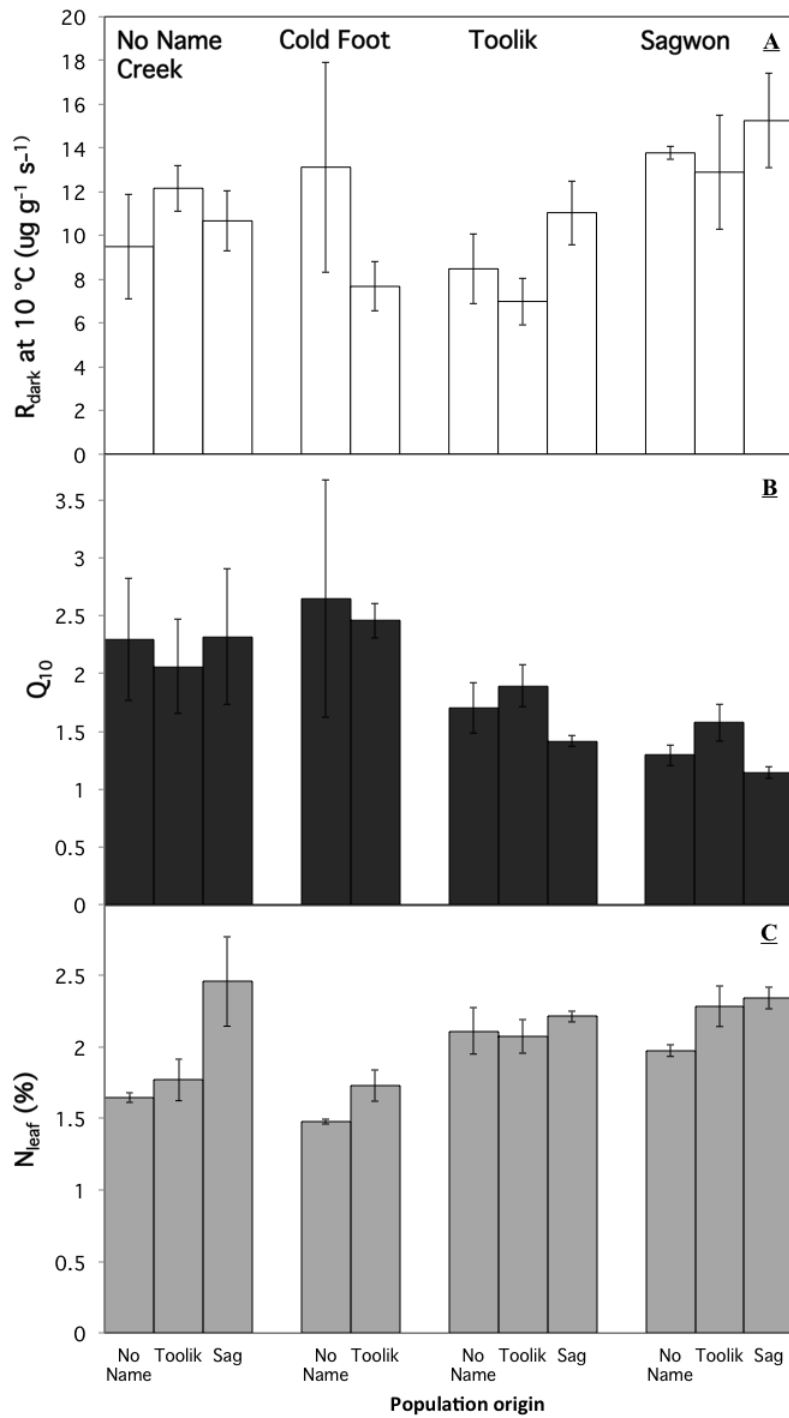 No Name Creek
Cold Foot
Toolik
Sagwon
A
20
18
16
14
12
10
8
6
4
2
0
R_dark at 10 °C (ug g⁻¹ s⁻¹)
B
3.5
3
2.5
2
1.5
1
0.5
0
Q₁₀
C
2.5
2
1.5
1
0.5
0
N_leaf (%)
No Name
Toolik
Sag
No Name
Toolik
No Name
Toolik
Sag
No Name
Toolik
Sag
Population origin